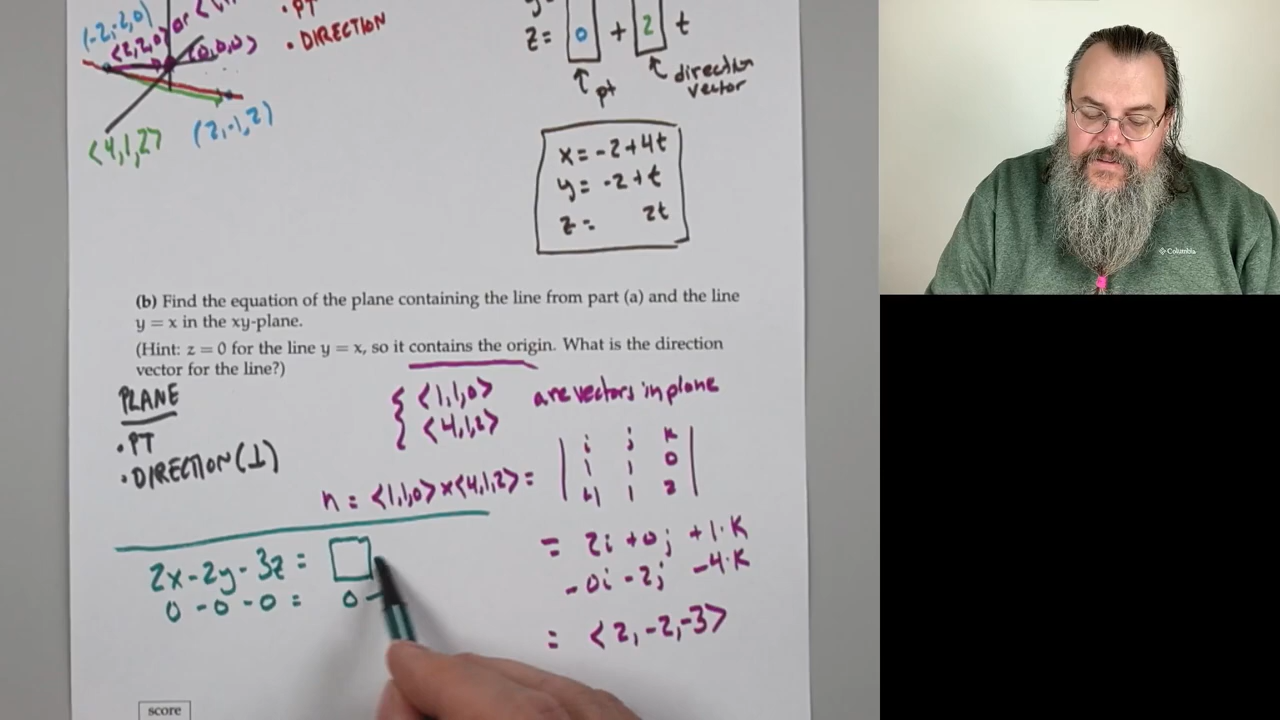 (-2,-2,0)
<2,2,0> or
<0,0,0>
• PT
• DIRECTION
<4,1,2>
(2,-1,2)
z = 0 + 2 t
↑ pt
↑ direction vector
x = -2+4t
y = -2+t
z = 2t
(b) Find the equation of the plane containing the line from part (a) and the line
y = x in the xy-plane.
(Hint: z = 0 for the line y = x, so it contains the origin. What is the direction
vector for the line?)
PLANE
• PT
• DIRECTION (⊥)
{ <1,1,0> are vectors in plane
<4,1,2>
n = <1,1,0> × <4,1,2> = | i j k |
| 1 1 0 |
| 4 1 2 |
= 2i + 0j + 1·k
- 0i - 2j - 4·k
= <2, -2, -3>
2x - 2y - 3z = □
0 - 0 - 0 = 0
score
Columbia